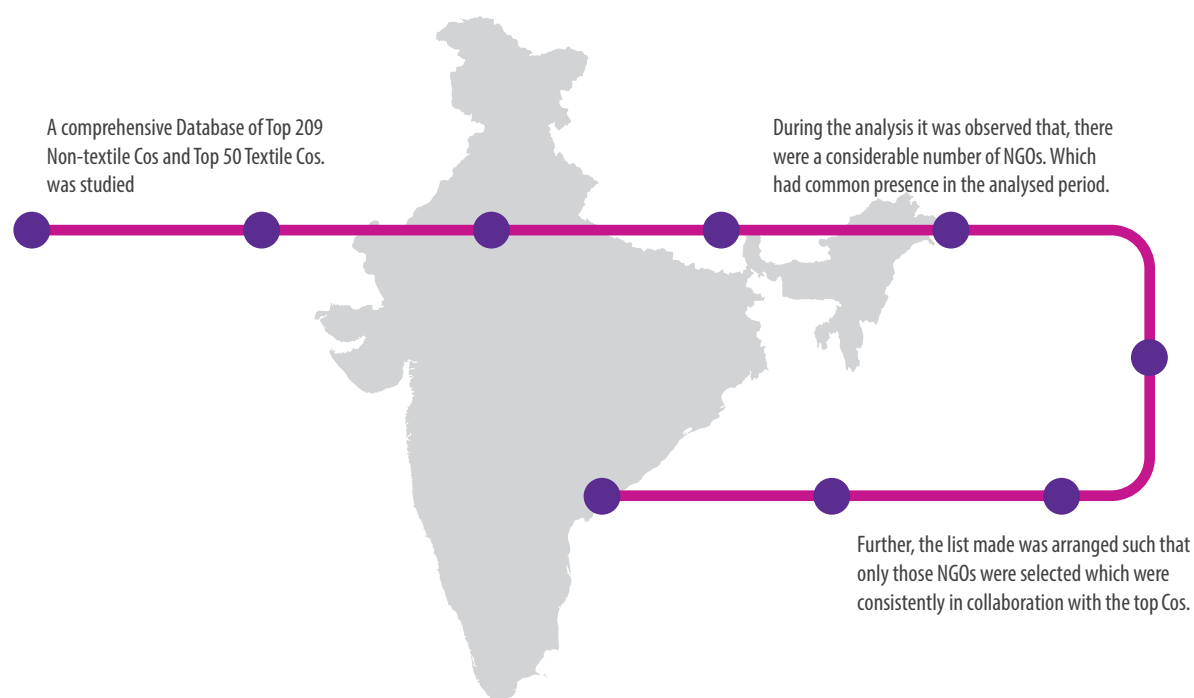 A comprehensive Database of Top 209
Non-textile Cos and Top 50 Textile Cos.
was studied
During the analysis it was observed that, there
were a considerable number of NGOs. Which
had common presence in the analysed period.
Further, the list made was arranged such that
only those NGOs were selected which were
consistently in collaboration with the top Cos.